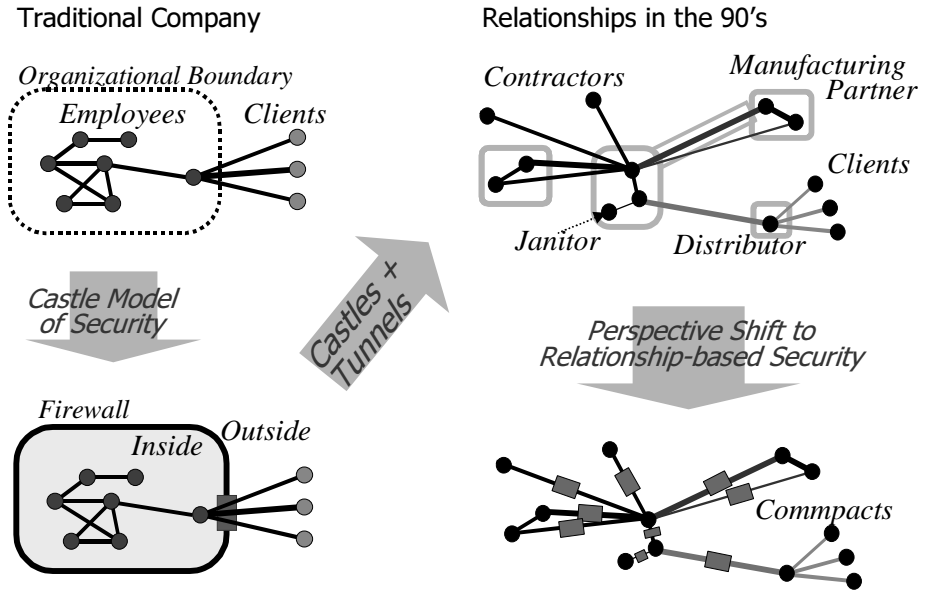 Traditional Company
Relationships in the 90's
Organizational Boundary
Employees
Clients
Contractors
Manufacturing
Partner
Clients
Janitor
Distributor
Castle Model
of Security
Castles +
Tunnels
Perspective Shift to
Relationship-based Security
Firewall
Inside
Outside
Commpacts